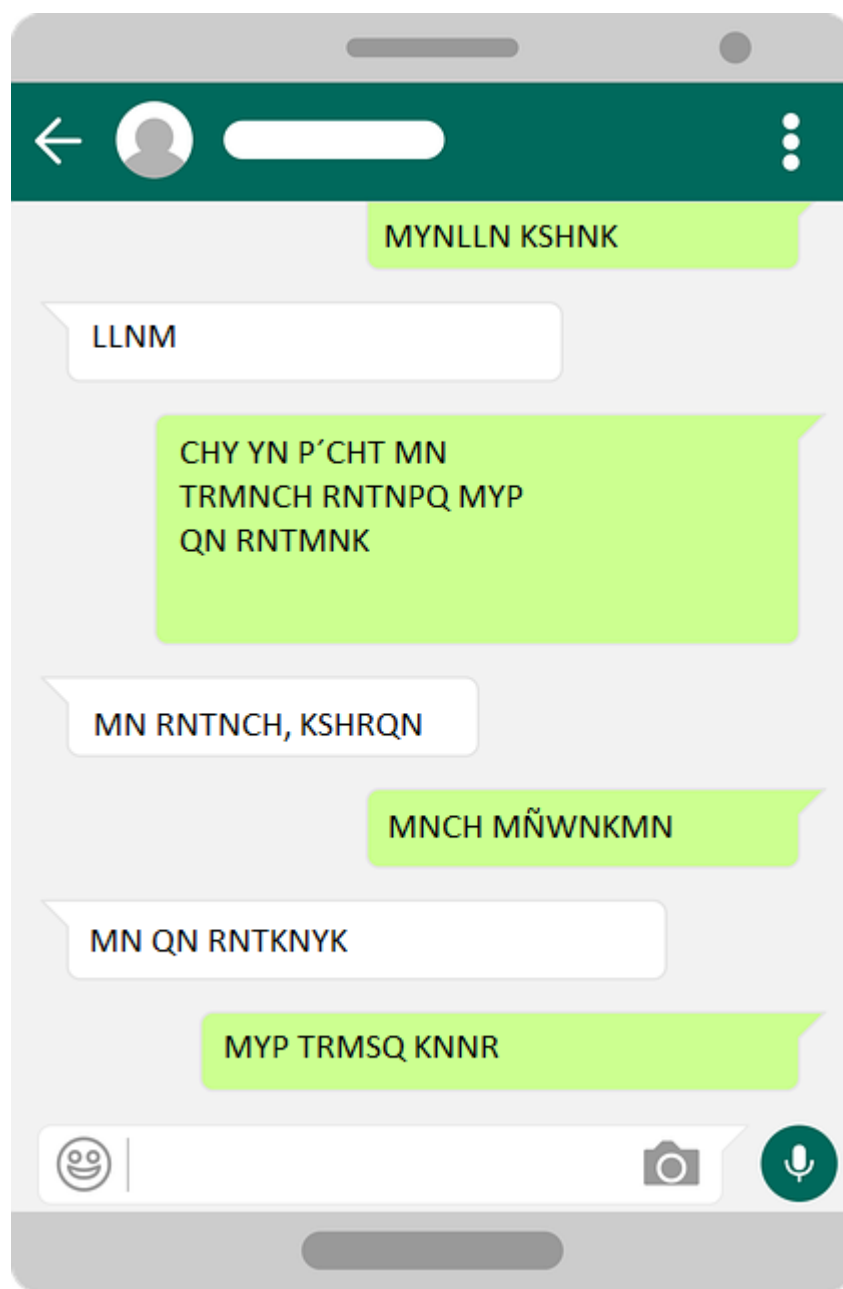 MYNLLN KSHNK
LLNM
CHY YN P´CHT MN
TRMNCH RNTNPQ MYP
QN RNTMNK
MN RNTNCH, KSHRQN
MNCH MÑWNKMN
MN QN RNTKNYK
MYP TRMSQ KNNR